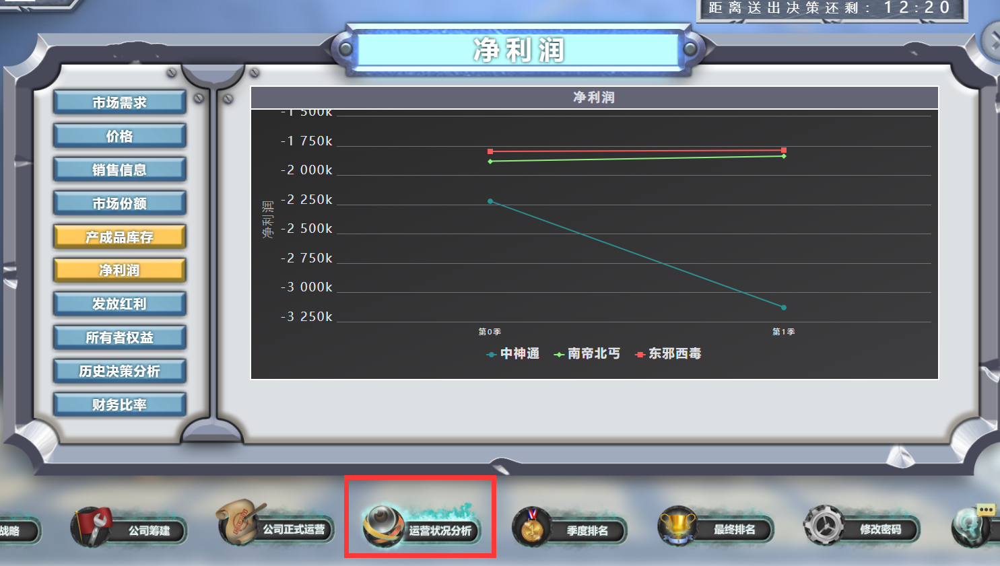 距离送出决策还剩: 12:20
净利润
市场需求
价格
销售信息
市场份额
产成品库存
净利润
发放红利
所有者权益
历史决策分析
财务比率
净利润
-1 500k
-1 750k
-2 000k
-2 250k
-2 500k
-2 750k
-3 000k
-3 250k
净利润
第0季
第1季
中神通
南帝北丐
东邪西毒
战略
公司筹建
公司正式运营
运营状况分析
季度排名
最终排名
修改密码